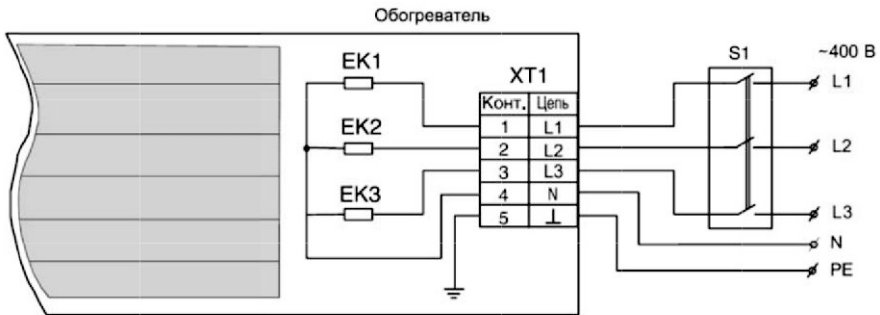 Обогреватель
EK1
EK2
EK3
XT1
Конт. Цепь
1 L1
2 L2
3 L3
4 N
5 ⊥
S1
~400 В
L1
L2
L3
N
PE